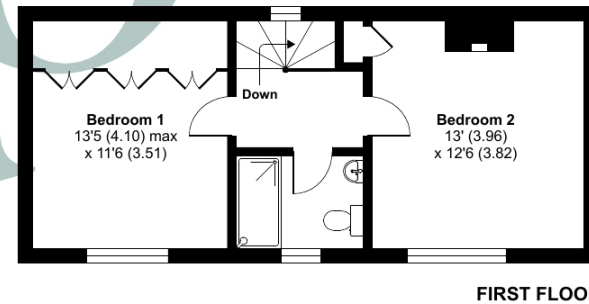 Down
Bedroom 1
13'5 (4.10) max
x 11'6 (3.51)
Bedroom 2
13' (3.96)
x 12'6 (3.82)
FIRST FLOO